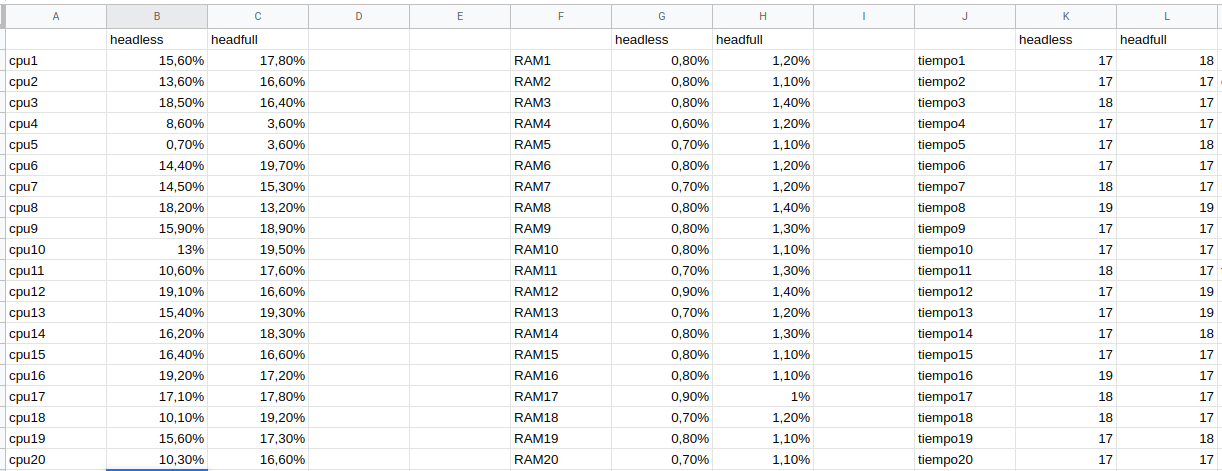 A B C D E F G H I J K L
headless headfull headless headfull headless headfull
cpu1 15,60% 17,80% RAM1 0,80% 1,20% tiempo1 17 18
cpu2 13,60% 16,60% RAM2 0,80% 1,10% tiempo2 17 17
cpu3 18,50% 16,40% RAM3 0,80% 1,40% tiempo3 18 17
cpu4 8,60% 3,60% RAM4 0,60% 1,20% tiempo4 17 17
cpu5 0,70% 3,60% RAM5 0,70% 1,10% tiempo5 17 18
cpu6 14,40% 19,70% RAM6 0,80% 1,20% tiempo6 17 17
cpu7 14,50% 15,30% RAM7 0,70% 1,20% tiempo7 18 17
cpu8 18,20% 13,20% RAM8 0,80% 1,40% tiempo8 19 19
cpu9 15,90% 18,90% RAM9 0,80% 1,30% tiempo9 17 17
cpu10 13% 19,50% RAM10 0,80% 1,10% tiempo10 17 17
cpu11 10,60% 17,60% RAM11 0,70% 1,30% tiempo11 18 17
cpu12 19,10% 16,60% RAM12 0,90% 1,40% tiempo12 17 19
cpu13 15,40% 19,30% RAM13 0,70% 1,20% tiempo13 17 19
cpu14 16,20% 18,30% RAM14 0,80% 1,30% tiempo14 17 18
cpu15 16,40% 16,60% RAM15 0,80% 1,10% tiempo15 17 17
cpu16 19,20% 17,20% RAM16 0,80% 1,10% tiempo16 19 17
cpu17 17,10% 17,80% RAM17 0,90% 1% tiempo17 18 17
cpu18 10,10% 19,20% RAM18 0,70% 1,20% tiempo18 18 17
cpu19 15,60% 17,30% RAM19 0,80% 1,10% tiempo19 17 18
cpu20 10,30% 16,60% RAM20 0,70% 1,10% tiempo20 17 17